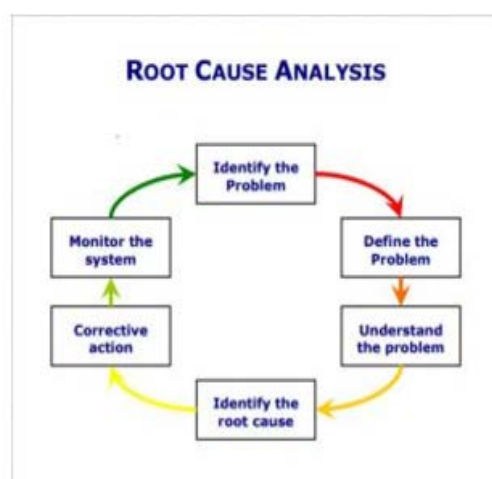 ROOT CAUSE ANALYSIS
Identify the
Problem
Define the
Problem
Understand
the problem
Identify the
root cause
Corrective
action
Monitor the
system